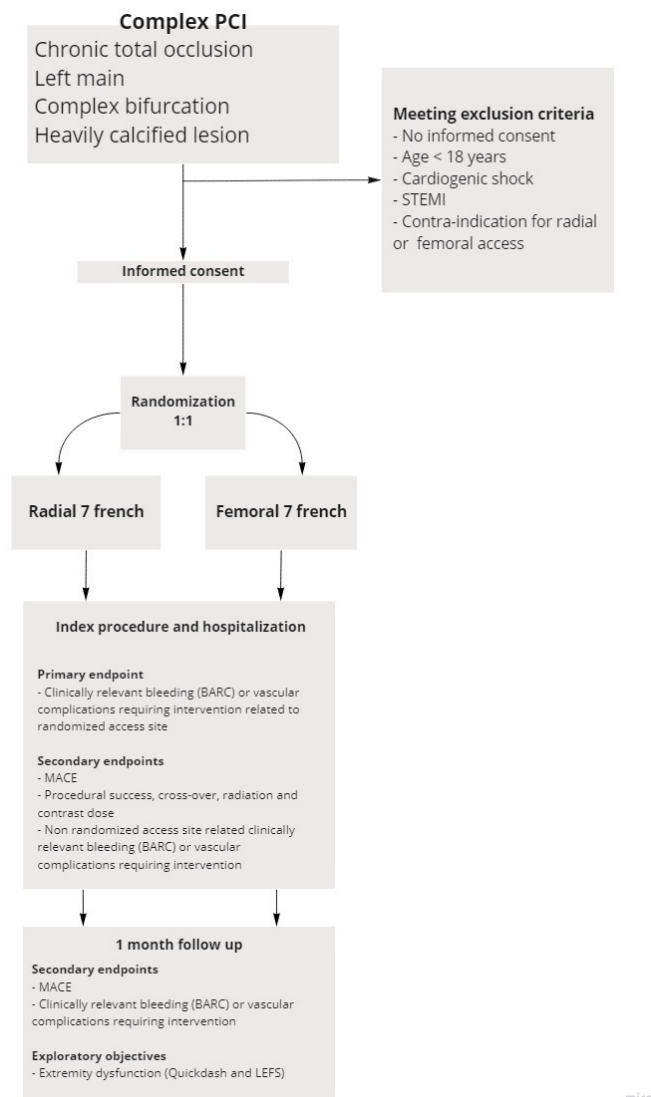 Complex PCI
Chronic total occlusion
Left main
Complex bifurcation
Heavily calcified lesion
Meeting exclusion criteria
- No informed consent
- Age < 18 years
- Cardiogenic shock
- STEMI
- Contra-indication for radial
or femoral access
Informed consent
Randomization
1:1
Radial 7 french
Femoral 7 french
Index procedure and hospitalization
Primary endpoint
- Clinically relevant bleeding (BARC) or vascular
complications requiring intervention related to
randomized access site
Secondary endpoints
- MACE
- Procedural success, cross-over, radiation and
contrast dose
- Non randomized access site related clinically
relevant bleeding (BARC) or vascular
complications requiring intervention
1 month follow up
Secondary endpoints
- MACE
- Clinically relevant bleeding (BARC) or vascular
complications requiring intervention
Exploratory objectives
- Extremity dysfunction (Quickdash and LEFS)